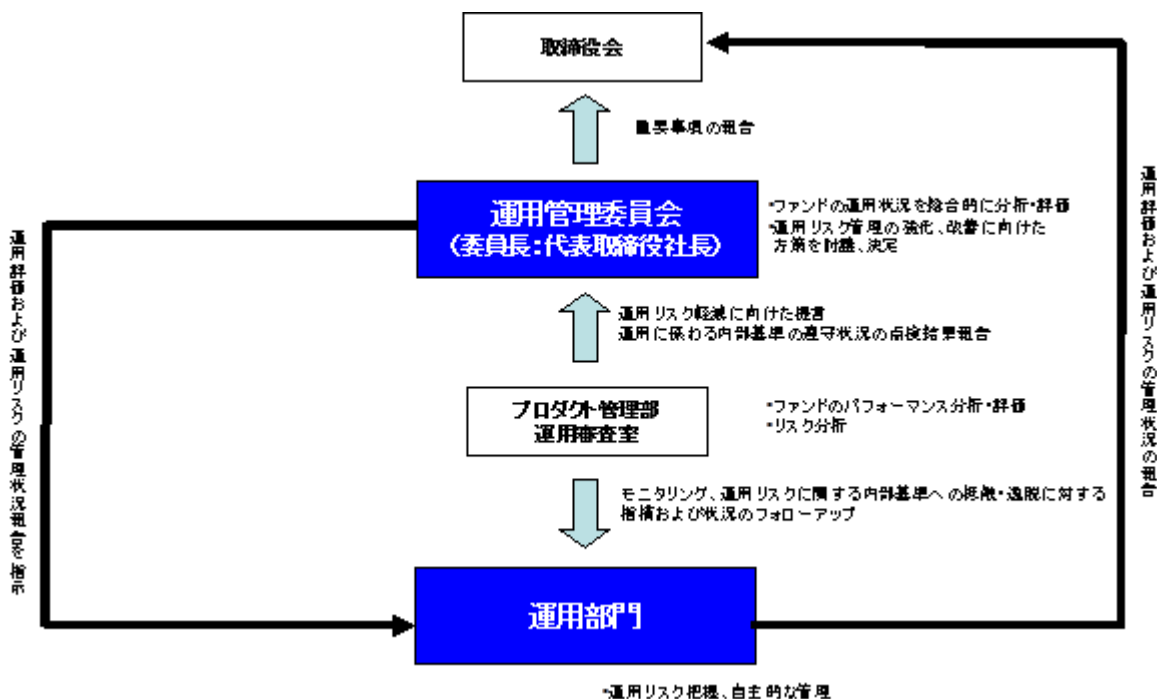 取締役会
重要事項の報告
運用管理委員会
(委員長:代表取締役社長)
・ファンドの運用状況を総合的に分析・評価
・運用リスク管理の強化、改善に向けた
方策を討議、決定
運用リスク軽減に向けた提言
運用に係わる内部基準の遵守状況の点検結果報告
プロダクト管理部
運用審査室
・ファンドのパフォーマンス分析・評価
・リスク分析
モニタリング、運用リスクに関する内部基準への抵触・逸脱に対する
指摘および状況のフォローアップ
運用部門
・運用リスク把握、自主的な管理
運用評価および運用リスクの管理状況報告を指示
運用評価および運用リスクの管理状況の報告